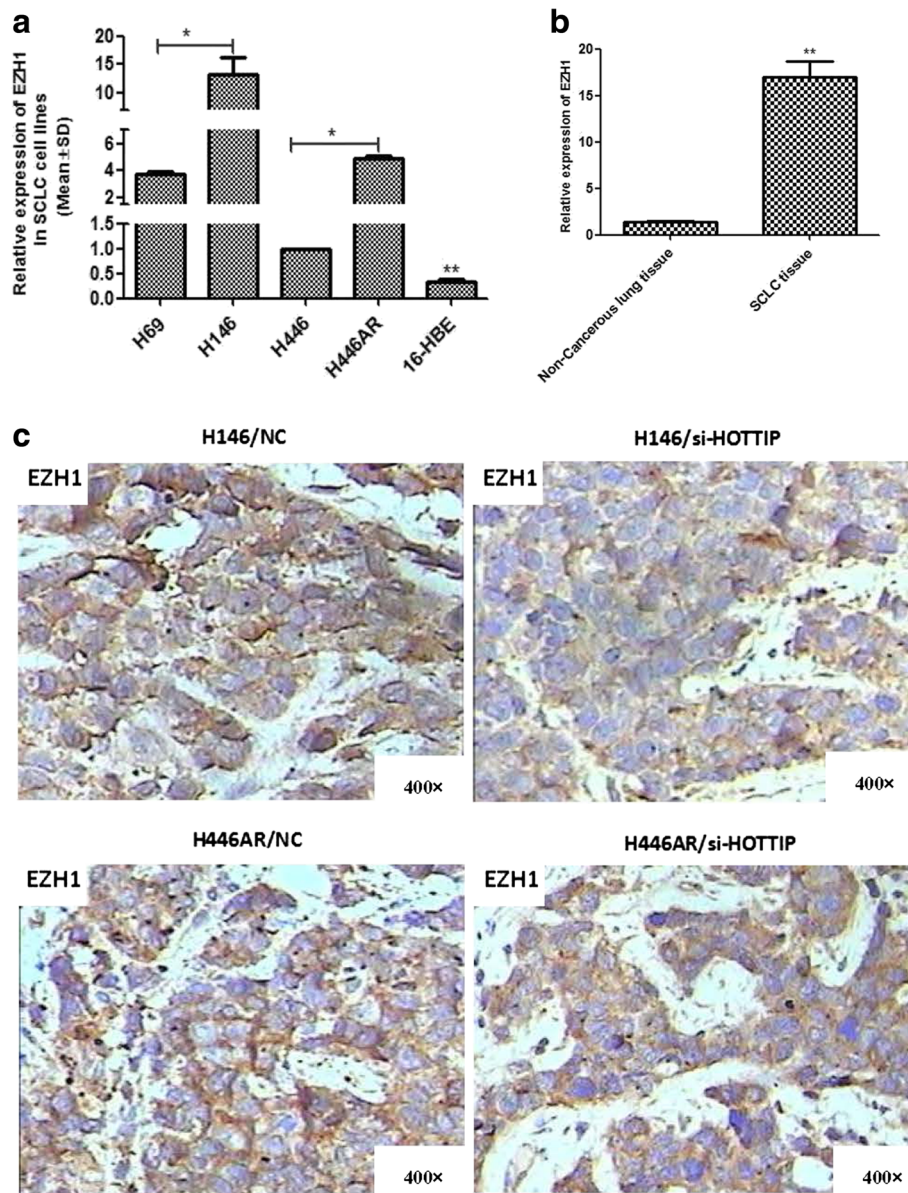 a
Relative expression of EZH1
In SCLC cell lines
(Mean±SD)
20
15
10
6
4
2
1.5
1.0
0.5
0.0
*
*
**
H69
H146
H446
H446AR
16-HBE
b
Relative expression of EZH1
20
15
10
5
0
**
Non-Cancerous lung tissue
SCLC tissue
c
H146/NC
H146/si-HOTTIP
EZH1
EZH1
400×
400×
H446AR/NC
H446AR/si-HOTTIP
EZH1
EZH1
400×
400×